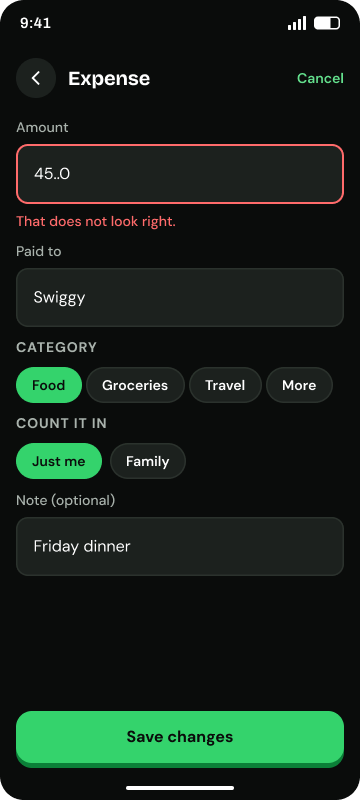 9:41
Expense
Cancel
Amount
45..0
That does not look right.
Paid to
Swiggy
CATEGORY
Food Groceries Travel More
COUNT IT IN
Just me Family
Note (optional)
Friday dinner
Save changes